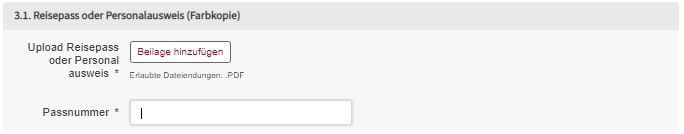 3.1. Reisepass oder Personalausweis (Farbkopie)
Upload Reisepass
oder Personal
ausweis *
Beilage hinzufügen
Erlaubte Dateiendungen: .PDF
Passnummer *